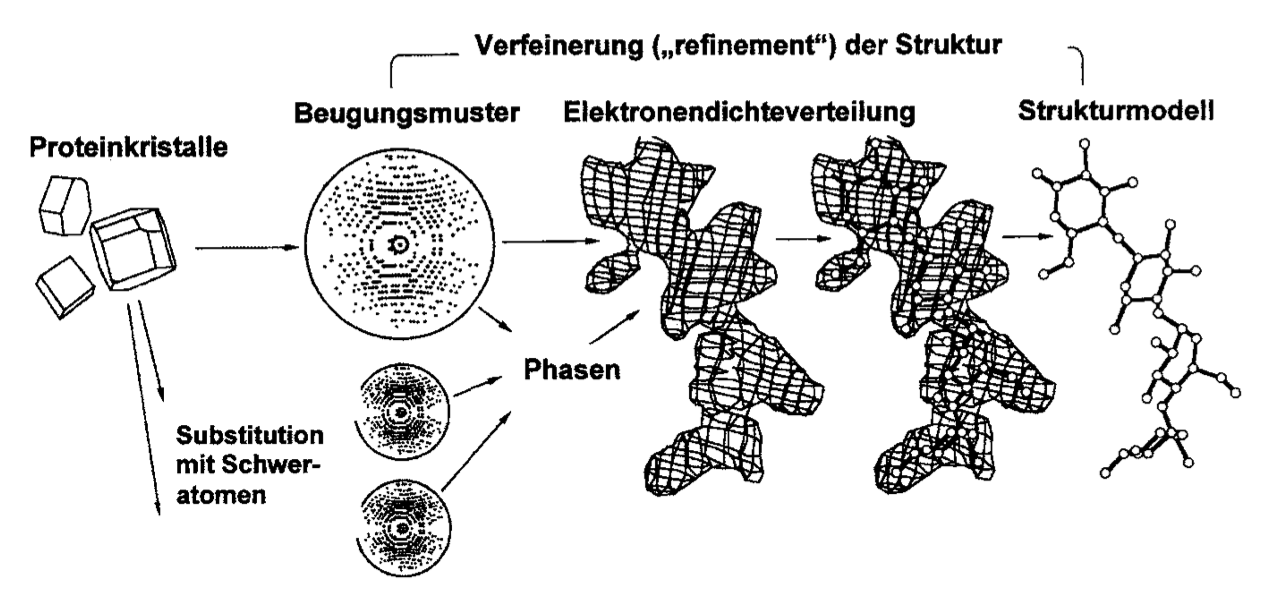 Verfeinerung („refinement“) der Struktur
Beugungsmuster
Elektronendichteverteilung
Strukturmodell
Proteinkristalle
Phasen
Substitution
mit Schwer-
atomen